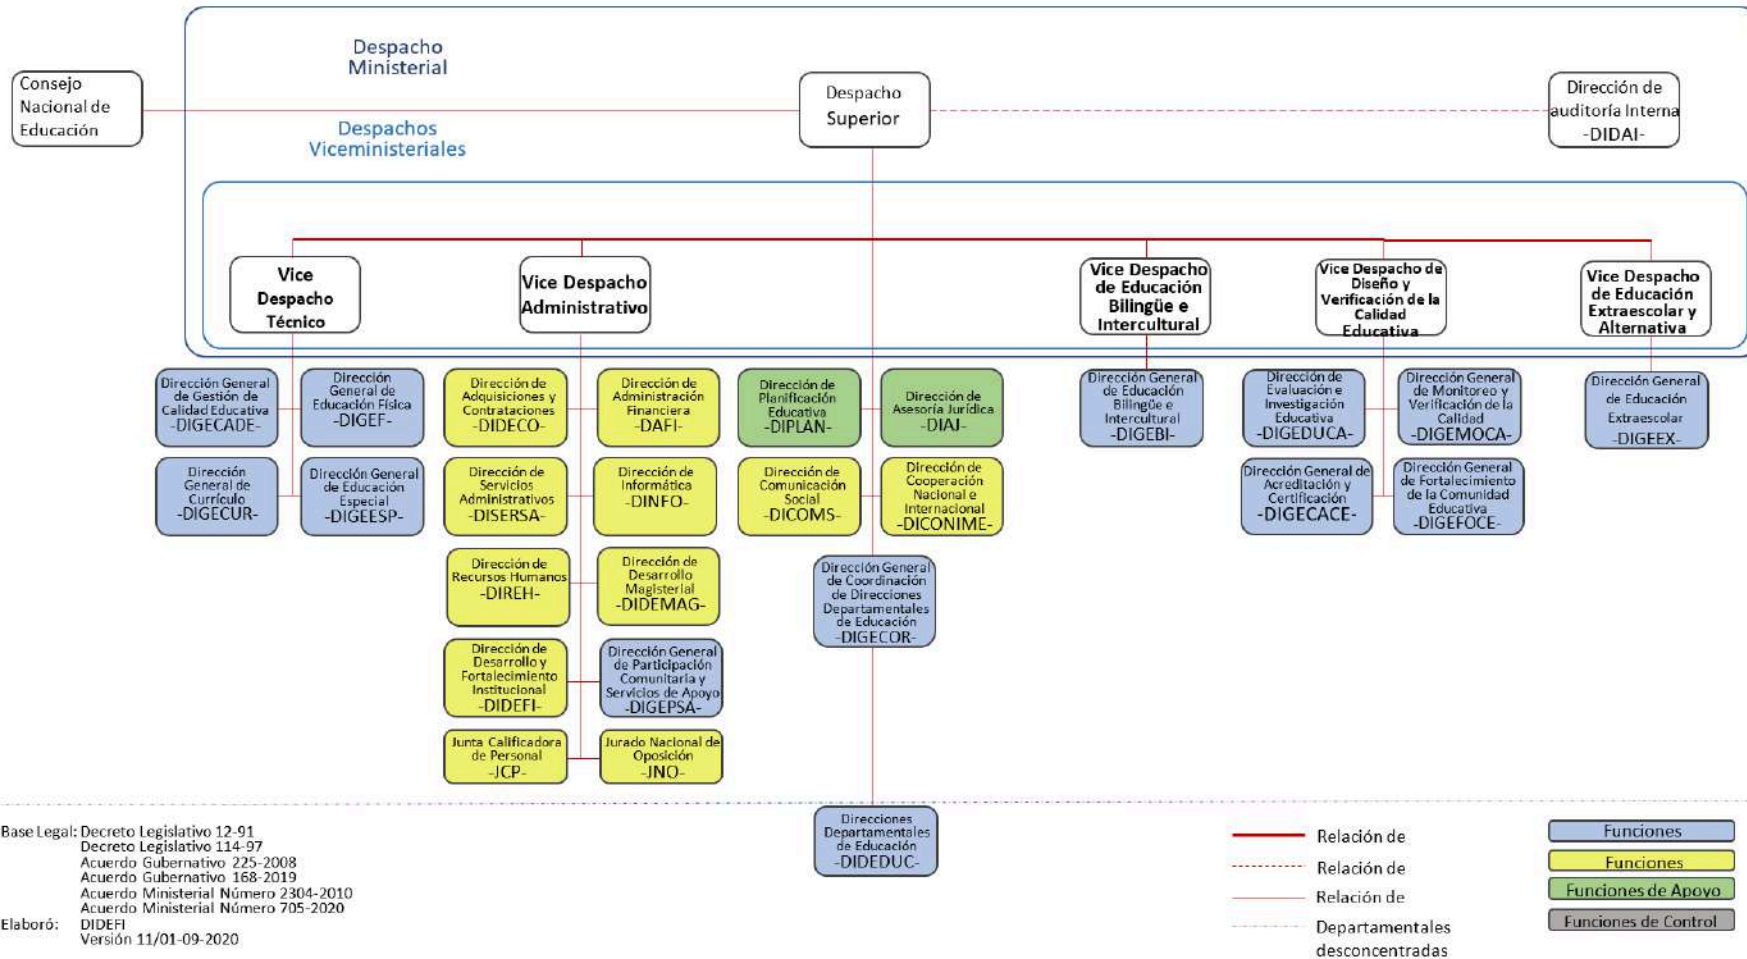 Despacho
Ministerial
Consejo
Nacional de
Educación
Despacho
Superior
Dirección de
auditoría Interna
-DIDAI-
Despachos
Viceministeriales
Vice
Despacho
Técnico
Vice Despacho
Administrativo
Vice Despacho
de Educación
Bilingüe e
Intercultural
Vice Despacho de
Diseño y
Verificación de la
Calidad
Educativa
Vice Despacho
de Educación
Extraescolar y
Alternativa
Dirección General
de Gestión de
Calidad Educativa
-DIGECADE-
Dirección
General de
Educación Física
-DIGEF-
Dirección de
Adquisiciones y
Contrataciones
-DIDECO-
Dirección de
Administración
Financiera
-DAFI-
Dirección de
Planificación
Educativa
-DIPLAN-
Dirección de
Asesoría Jurídica
-DIAJ-
Dirección General
de Educación
Bilingüe e
Intercultural
-DIGEBI-
Dirección de
Evaluación e
Investigación
Educativa
-DIGEDUCA-
Dirección General
de Monitoreo y
Verificación de la
Calidad
-DIGEMOCA-
Dirección General
de Educación
Extraescolar
-DIGEEX-
Dirección
General de
Currículo
-DIGECUR-
Dirección General
de Educación
Especial
-DIGEESP-
Dirección de
Servicios
Administrativos
-DISERSA-
Dirección de
Informática
-DINFO-
Dirección de
Comunicación
Social
-DICOMS-
Dirección de
Cooperación
Nacional e
Internacional
-DICONIME-
Dirección General de
Acreditación y
Certificación
-DIGECACE-
Dirección General
de Fortalecimiento
de la Comunidad
Educativa
-DIGEFOCE-
Dirección de
Recursos Humanos
-DIREH-
Dirección de
Desarrollo
Magisterial
-DIDEMAG-
Dirección General
de Coordinación
de Direcciones
Departamentales
de Educación
-DIGECOR-
Dirección de
Desarrollo y
Fortalecimiento
Institucional
-DIDEFI-
Dirección General
de Participación
Comunitaria y
Servicios de Apoyo
-DIGEPSA-
Junta Calificadora
de Personal
-JCP-
Jurado Nacional de
Oposición
-JNO-
Direcciones
Departamentales
de Educación
-DIDEDUC-
Base Legal: Decreto Legislativo 12-91
Decreto Legislativo 114-97
Acuerdo Gubernativo 225-2008
Acuerdo Gubernativo 168-2019
Acuerdo Ministerial Número 2304-2010
Acuerdo Ministerial Número 705-2020
Elaboró: DIDEFI
Versión 11/01-09-2020
Relación de
Relación de
Relación de
Departamentales
desconcentradas
Funciones
Funciones
Funciones de Apoyo
Funciones de Control